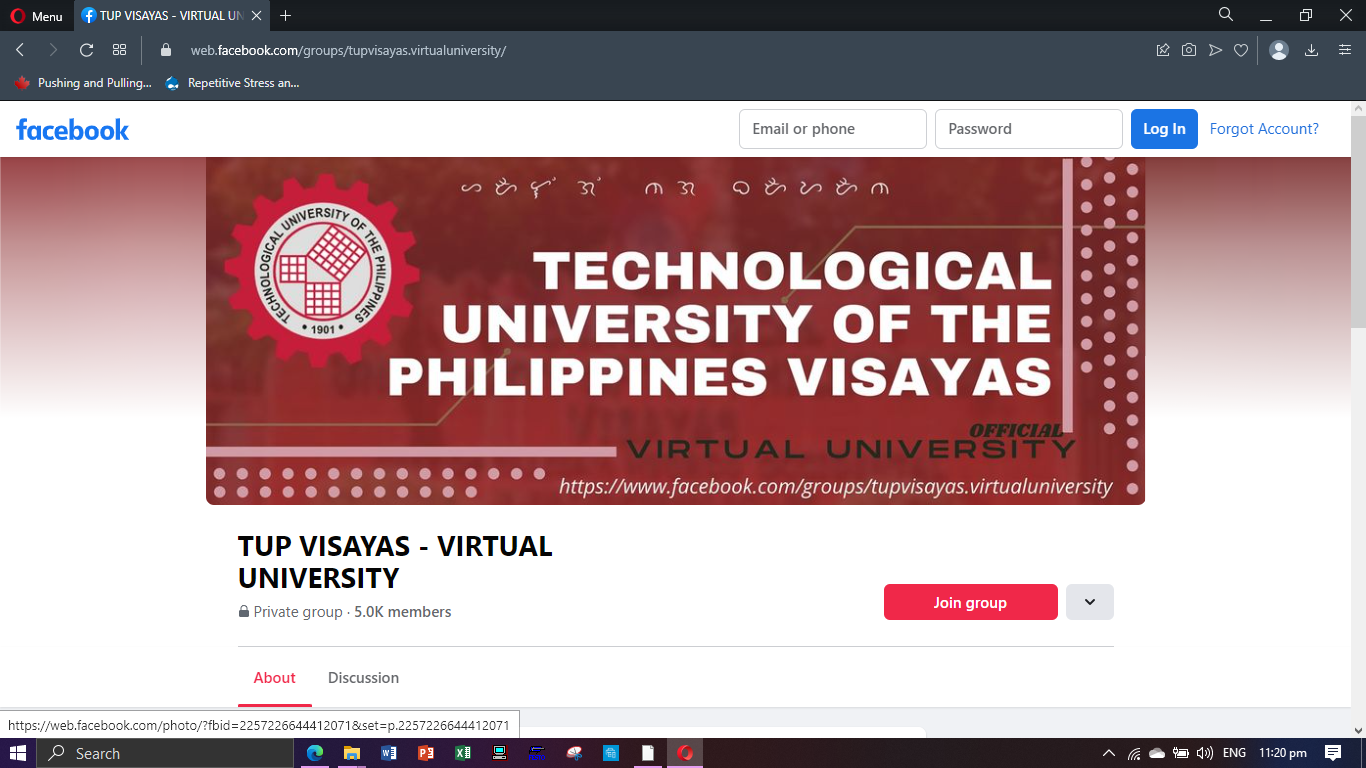 Menu
TUP VISAYAS - VIRTUAL UN
web.facebook.com/groups/tupvisayas.virtualuniversity/
Pushing and Pulling... Repetitive Stress an...
facebook
Email or phone
Password
Log In
Forgot Account?
TECHNOLOGICAL UNIVERSITY OF THE PHILIPPINES
• 1901 •
TECHNOLOGICAL
UNIVERSITY OF THE
PHILIPPINES VISAYAS
OFFICIAL
VIRTUAL UNIVERSITY
https://www.facebook.com/groups/tupvisayas.virtualuniversity
TUP VISAYAS - VIRTUAL
UNIVERSITY
Private group · 5.0K members
Join group
About
Discussion
https://web.facebook.com/photo/?fbid=2257226644412071&set=p.2257226644412071
Search
ENG
11:20 pm